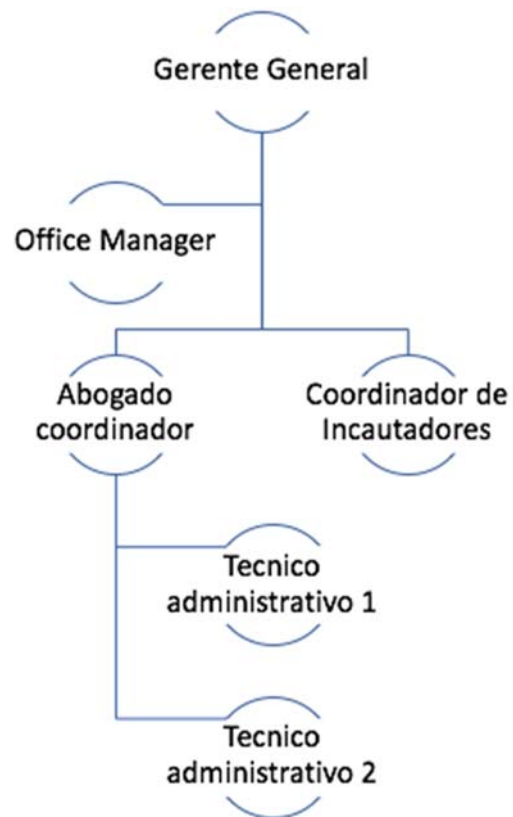 Gerente General
Office Manager
Abogado
coordinador
Coordinador de
Incautadores
Tecnico
administrativo 1
Tecnico
administrativo 2